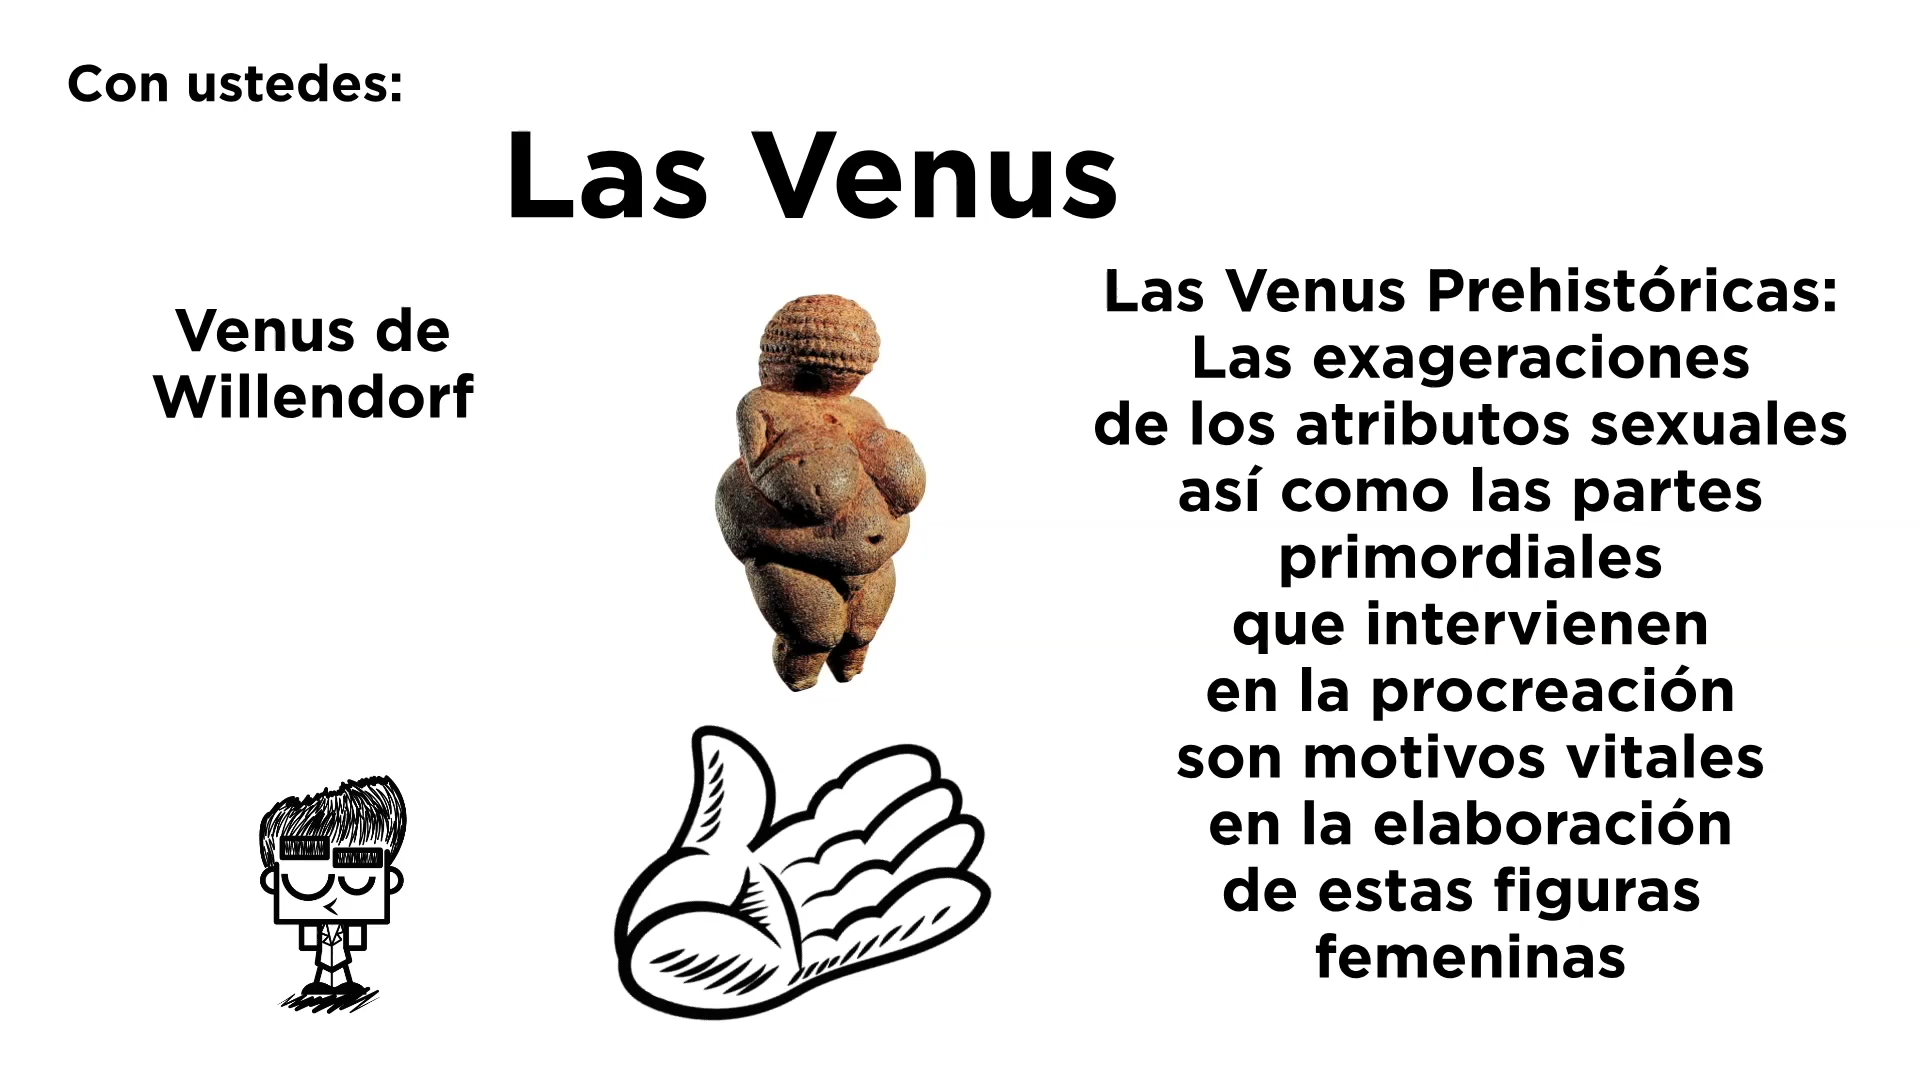 Con ustedes:
Las Venus
Venus de
Willendorf
Las Venus Prehistóricas:
Las exageraciones
de los atributos sexuales
así como las partes
primordiales
que intervienen
en la procreación
son motivos vitales
en la elaboración
de estas figuras
femeninas